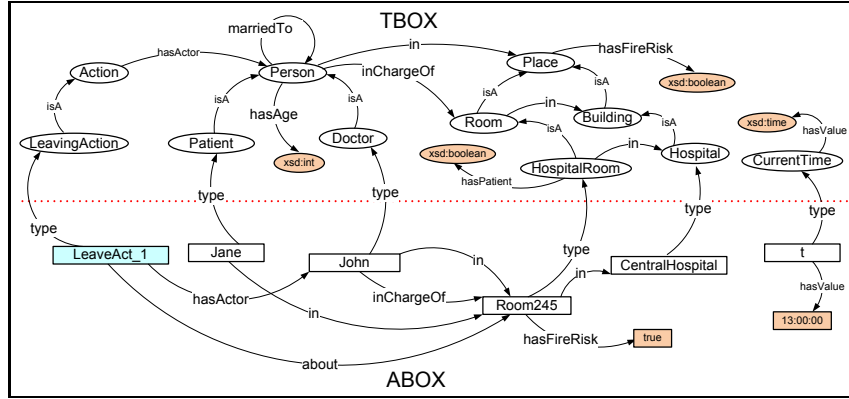 TBOX
marriedTo
Action
hasActor
Person
in
Place
hasFireRisk
xsd:boolean
inChargeOf
isA
isA
hasAge
isA
isA
isA
LeavingAction
Patient
Doctor
Room
in
Building
xsd:time
hasValue
xsd:int
xsd:boolean
isA
isA
hasPatient
HospitalRoom
in
Hospital
CurrentTime
type
type
type
type
type
type
LeaveAct_1
Jane
John
in
in
CentralHospital
t
hasActor
inChargeOf
in
Room245
hasValue
hasFireRisk
true
13:00:00
about
ABOX